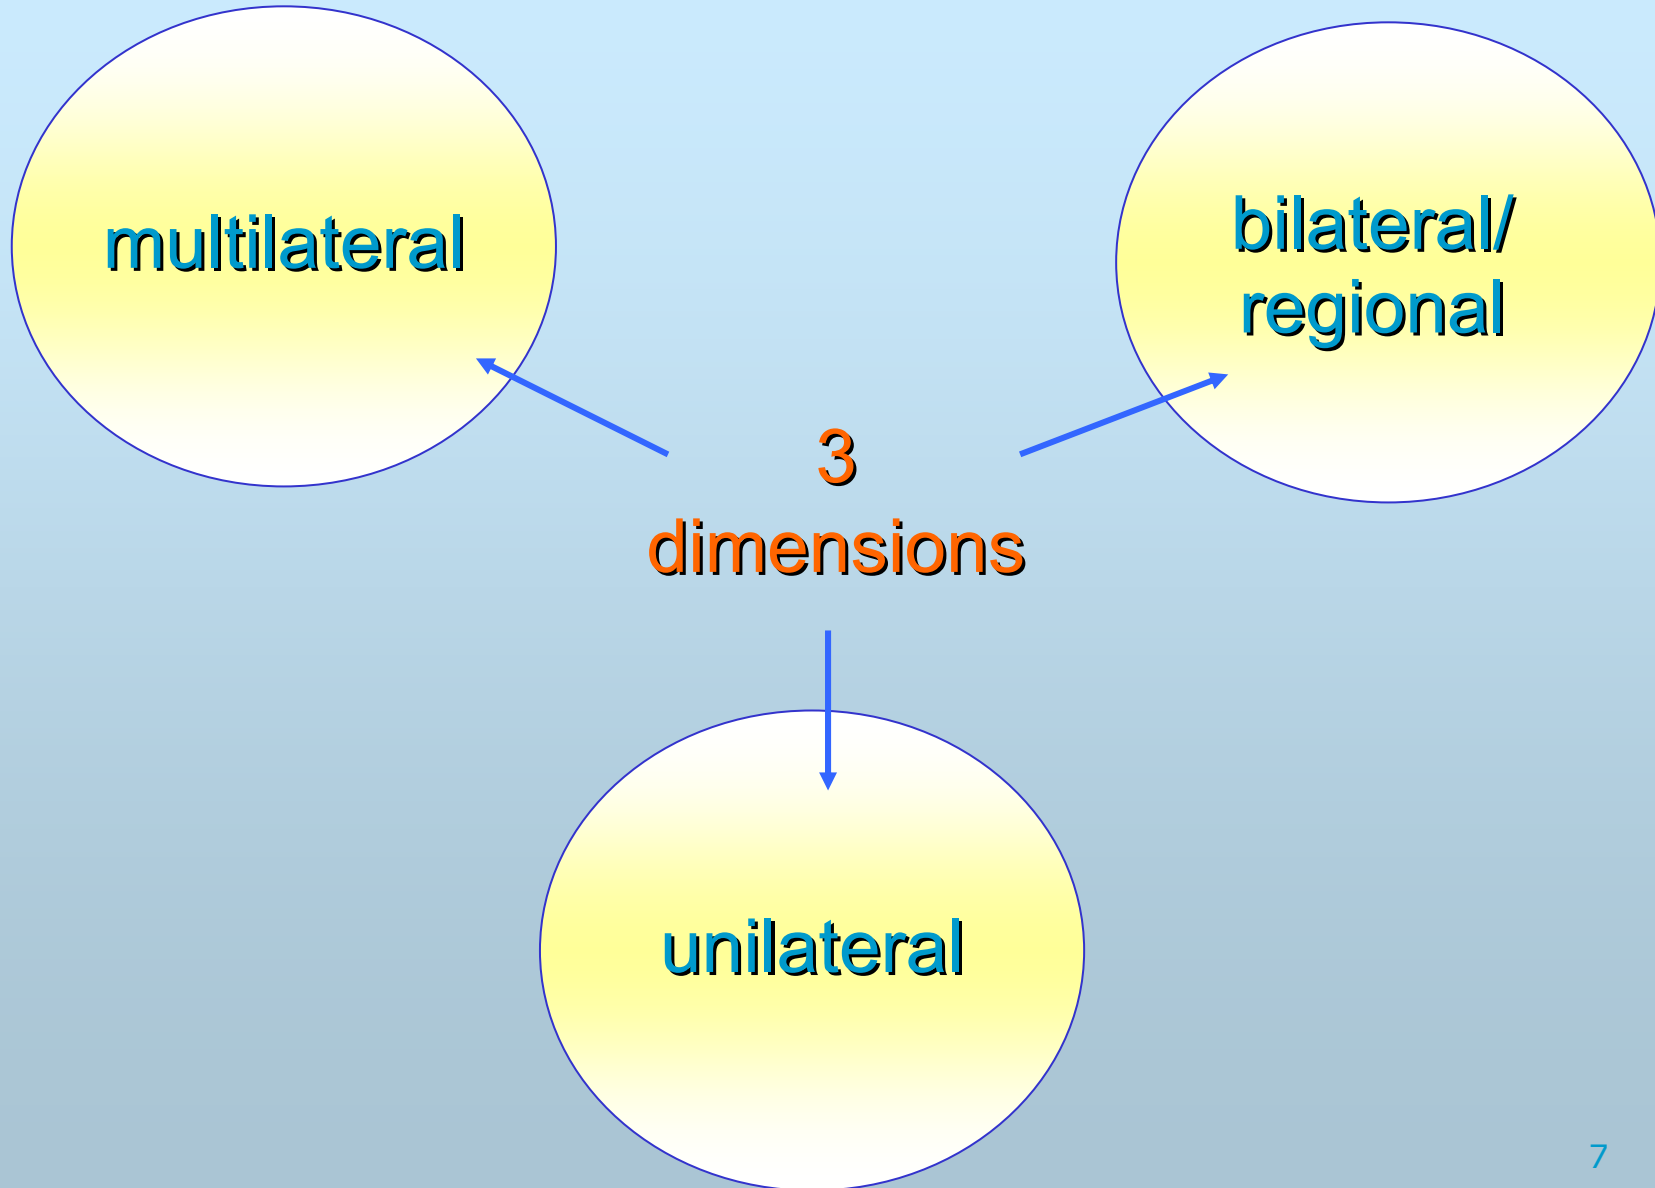 multilateral
bilateral/
regional
3
dimensions
unilateral
7